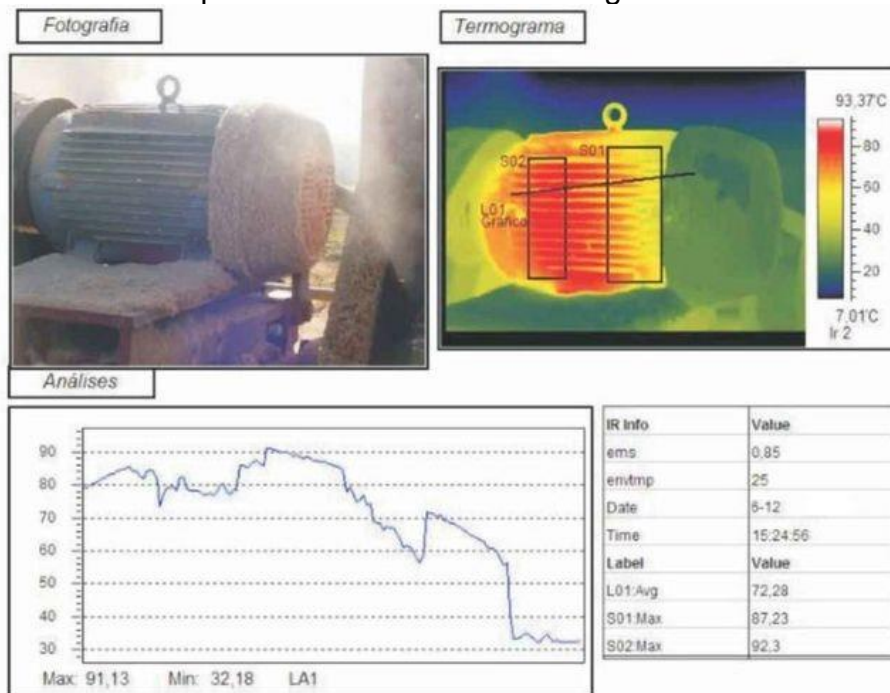 Fotografia
Termograma
93,37°C
80
60
40
20
7,01°C
Ir 2
S02
S01
L01
Gráfico
Análises
90
80
70
60
50
40
30
Max: 91,13 Min: 32,18 LA1
IR Info Value
ems 0,85
envtmp 25
Date 6-12
Time 15:24:56
Label Value
L01:Avg 72,28
S01:Max 87,23
S02:Max 92,3